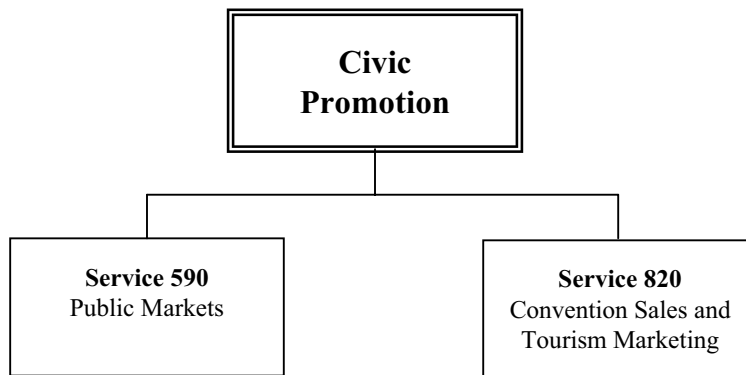 Civic
Promotion
Service 590
Public Markets
Service 820
Convention Sales and
Tourism Marketing